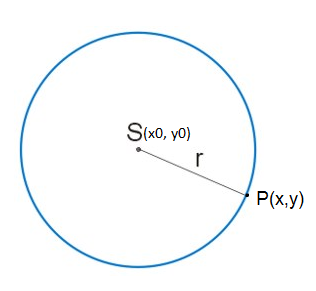 S(x0, y0)
r
P(x,y)